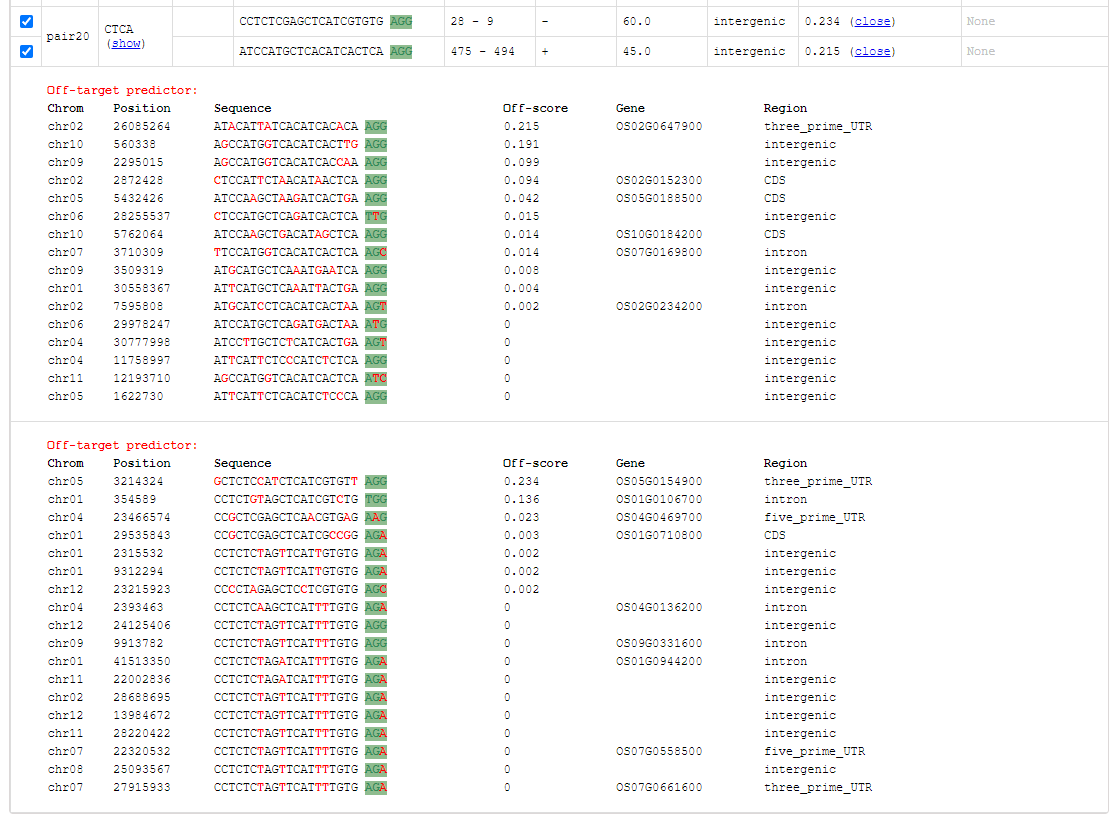 CCTCTCGAGCTCATCGTGTG AGG 28 - 9 - 60.0 intergenic 0.234 (close) None
pair20 CTCA (show)
ATCCATGCTCACATCACTCA AGG 475 - 494 + 45.0 intergenic 0.215 (close) None
Off-target predictor:
Chrom Position Sequence Off-score Gene Region
chr02 26085264 ATACATTATCACATCACACA AGG 0.215 OS02G0647900 three_prime_UTR
chr10 560338 AGCCATGGTCACATCACTTG AGG 0.191 intergenic
chr09 2295015 AGCCATGGTCACATCACCAA AGG 0.099 intergenic
chr02 2872428 CTCCATTCTAACATAACTCA AGG 0.094 OS02G0152300 CDS
chr05 5432426 ATCCAAGCTAAGATCACTGA AGG 0.042 OS05G0188500 CDS
chr06 28255537 CTCCATGCTCAGATCACTCA TTG 0.015 intergenic
chr10 5762064 ATCCAAGCTGACATAGCTCA AGG 0.014 OS10G0184200 CDS
chr07 3710309 TTCCATGGTCACATCACTCA AGC 0.014 OS07G0169800 intron
chr09 3509319 ATGCATGCTCAAATGAATCA AGG 0.008 intergenic
chr01 30558367 ATTCATGCTCAAATTACTGA AGG 0.004 intergenic
chr02 7595808 ATGCATCCTCACATCACTAA AGT 0.002 OS02G0234200 intron
chr06 29978247 ATCCATGCTCAGATGACTAA ATG 0 intergenic
chr04 30777998 ATCCTTGCTCTCATCACTGA AGT 0 intergenic
chr04 11758997 ATTCATTCTCCCATCTCTCA AGG 0 intergenic
chr11 12193710 AGCCATGGTCACATCACTCA ATC 0 intergenic
chr05 1622730 ATTCATTCTCACATCTCCCA AGG 0 intergenic
Off-target predictor:
Chrom Position Sequence Off-score Gene Region
chr05 3214324 GCTCTCCATCTCATCGTGTT AGG 0.234 OS05G0154900 three_prime_UTR
chr01 354589 CCTCTGTAGCTCATCGTCTG TGG 0.136 OS01G0106700 intron
chr04 23466574 CCGCTCGAGCTCAACGTGAG AAG 0.023 OS04G0469700 five_prime_UTR
chr01 29535843 CCGCTCGAGCTCATCGCCGG AGA 0.003 OS01G0710800 CDS
chr01 2315532 CCTCTCTAGTTCATTGTGTG AGA 0.002 intergenic
chr01 9312294 CCTCTCTAGTTCATTGTGTG AGA 0.002 intergenic
chr12 23215923 CCCCTAGAGCTCCTCGTGTG AGC 0.002 intergenic
chr04 2393463 CCTCTCAAGCTCATTTTGTG AGA 0 OS04G0136200 intron
chr12 24125406 CCTCTCTAGTTCATTTTGTG AGG 0 intergenic
chr09 9913782 CCTCTCTAGTTCATTTTGTG AGG 0 OS09G0331600 intron
chr01 41513350 CCTCTCTAGATCATTTTGTG AGA 0 OS01G0944200 intron
chr11 22002836 CCTCTCTAGATCATTTTGTG AGA 0 intergenic
chr02 28688695 CCTCTCTAGTTCATTTTGTG AGA 0 intergenic
chr12 13984672 CCTCTCTAGTTCATTTTGTG AGA 0 intergenic
chr11 28220422 CCTCTCTAGTTCATTTTGTG AGA 0 intergenic
chr07 22320532 CCTCTCTAGTTCATTTTGTG AGA 0 OS07G0558500 five_prime_UTR
chr08 25093567 CCTCTCTAGTTCATTTTGTG AGA 0 intergenic
chr07 27915933 CCTCTCTAGTTCATTTTGTG AGA 0 OS07G0661600 three_prime_UTR